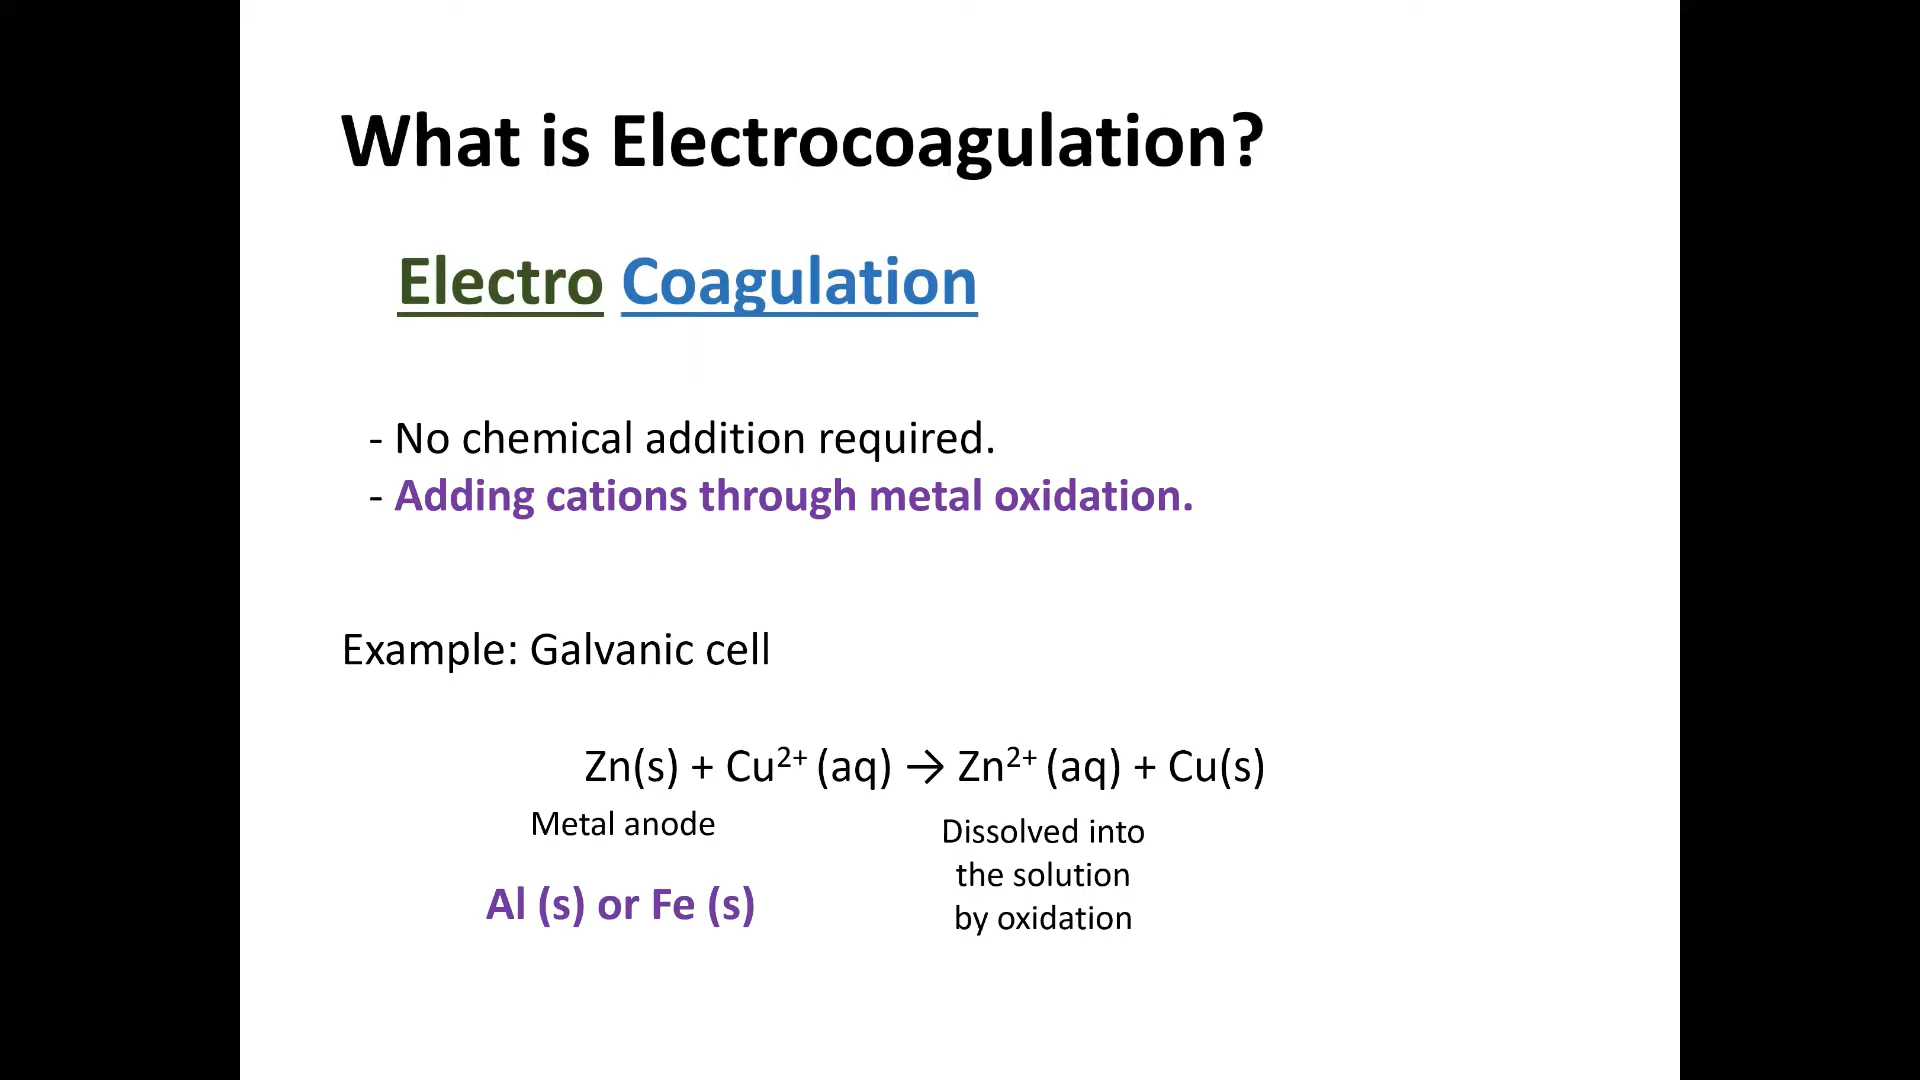 What is Electrocoagulation?
Electro Coagulation
- No chemical addition required.
- Adding cations through metal oxidation.
Example: Galvanic cell
Zn(s) + Cu²⁺ (aq) → Zn²⁺ (aq) + Cu(s)
Metal anode
Al (s) or Fe (s)
Dissolved into
the solution
by oxidation